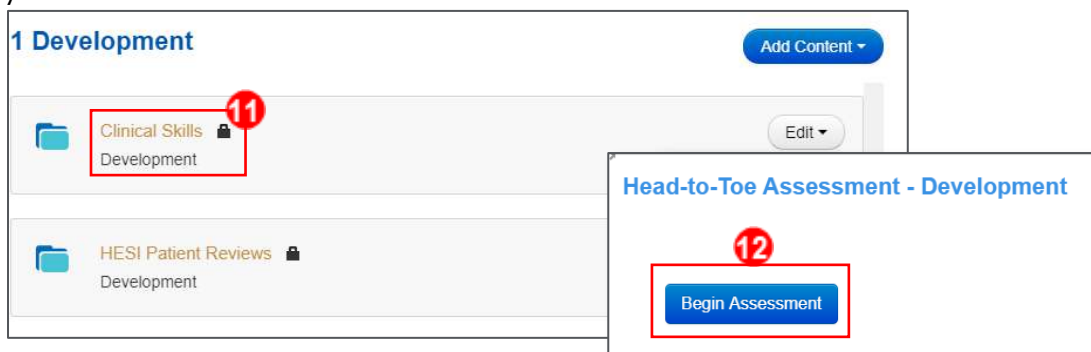 1 Development
Add Content
11
Clinical Skills
Edit
Development
Head-to-Toe Assessment - Development
12
HESI Patient Reviews
Development
Begin Assessment